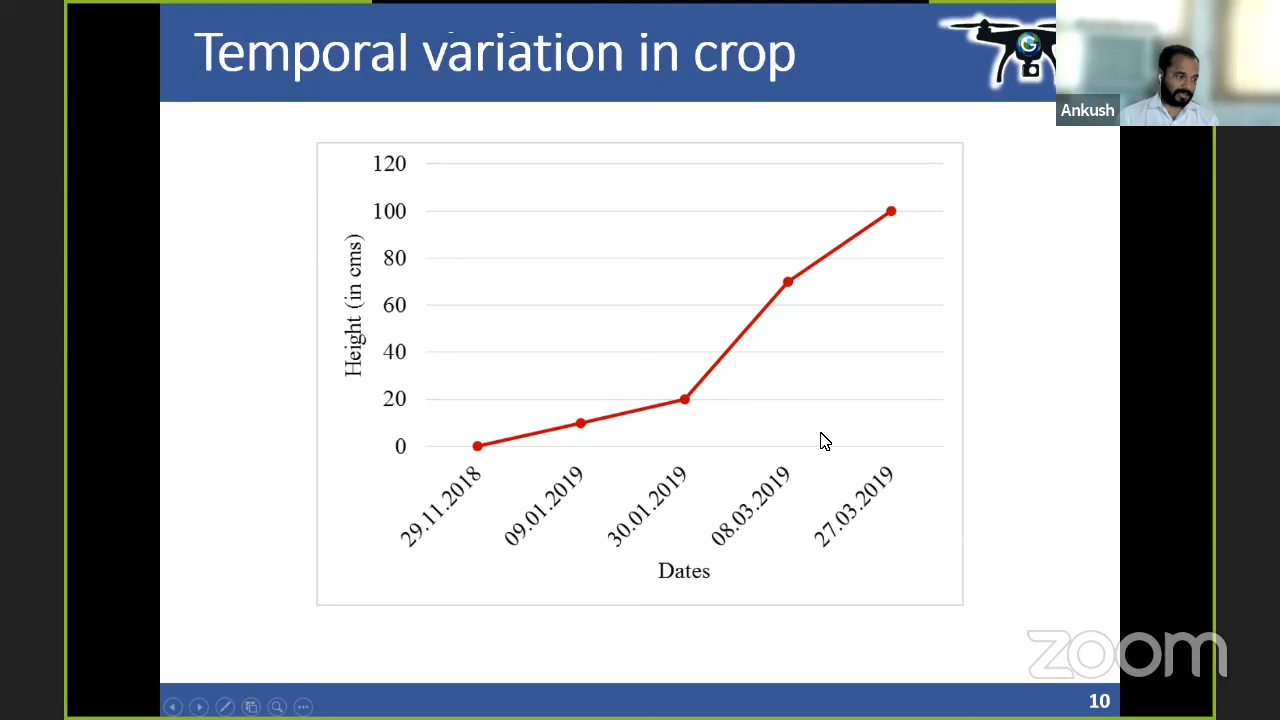 Temporal variation in crop
G
Ankush
120
100
80
60
40
20
0
Height (in cms)
29.11.2018
09.01.2019
30.01.2019
08.03.2019
27.03.2019
Dates
zoom
10